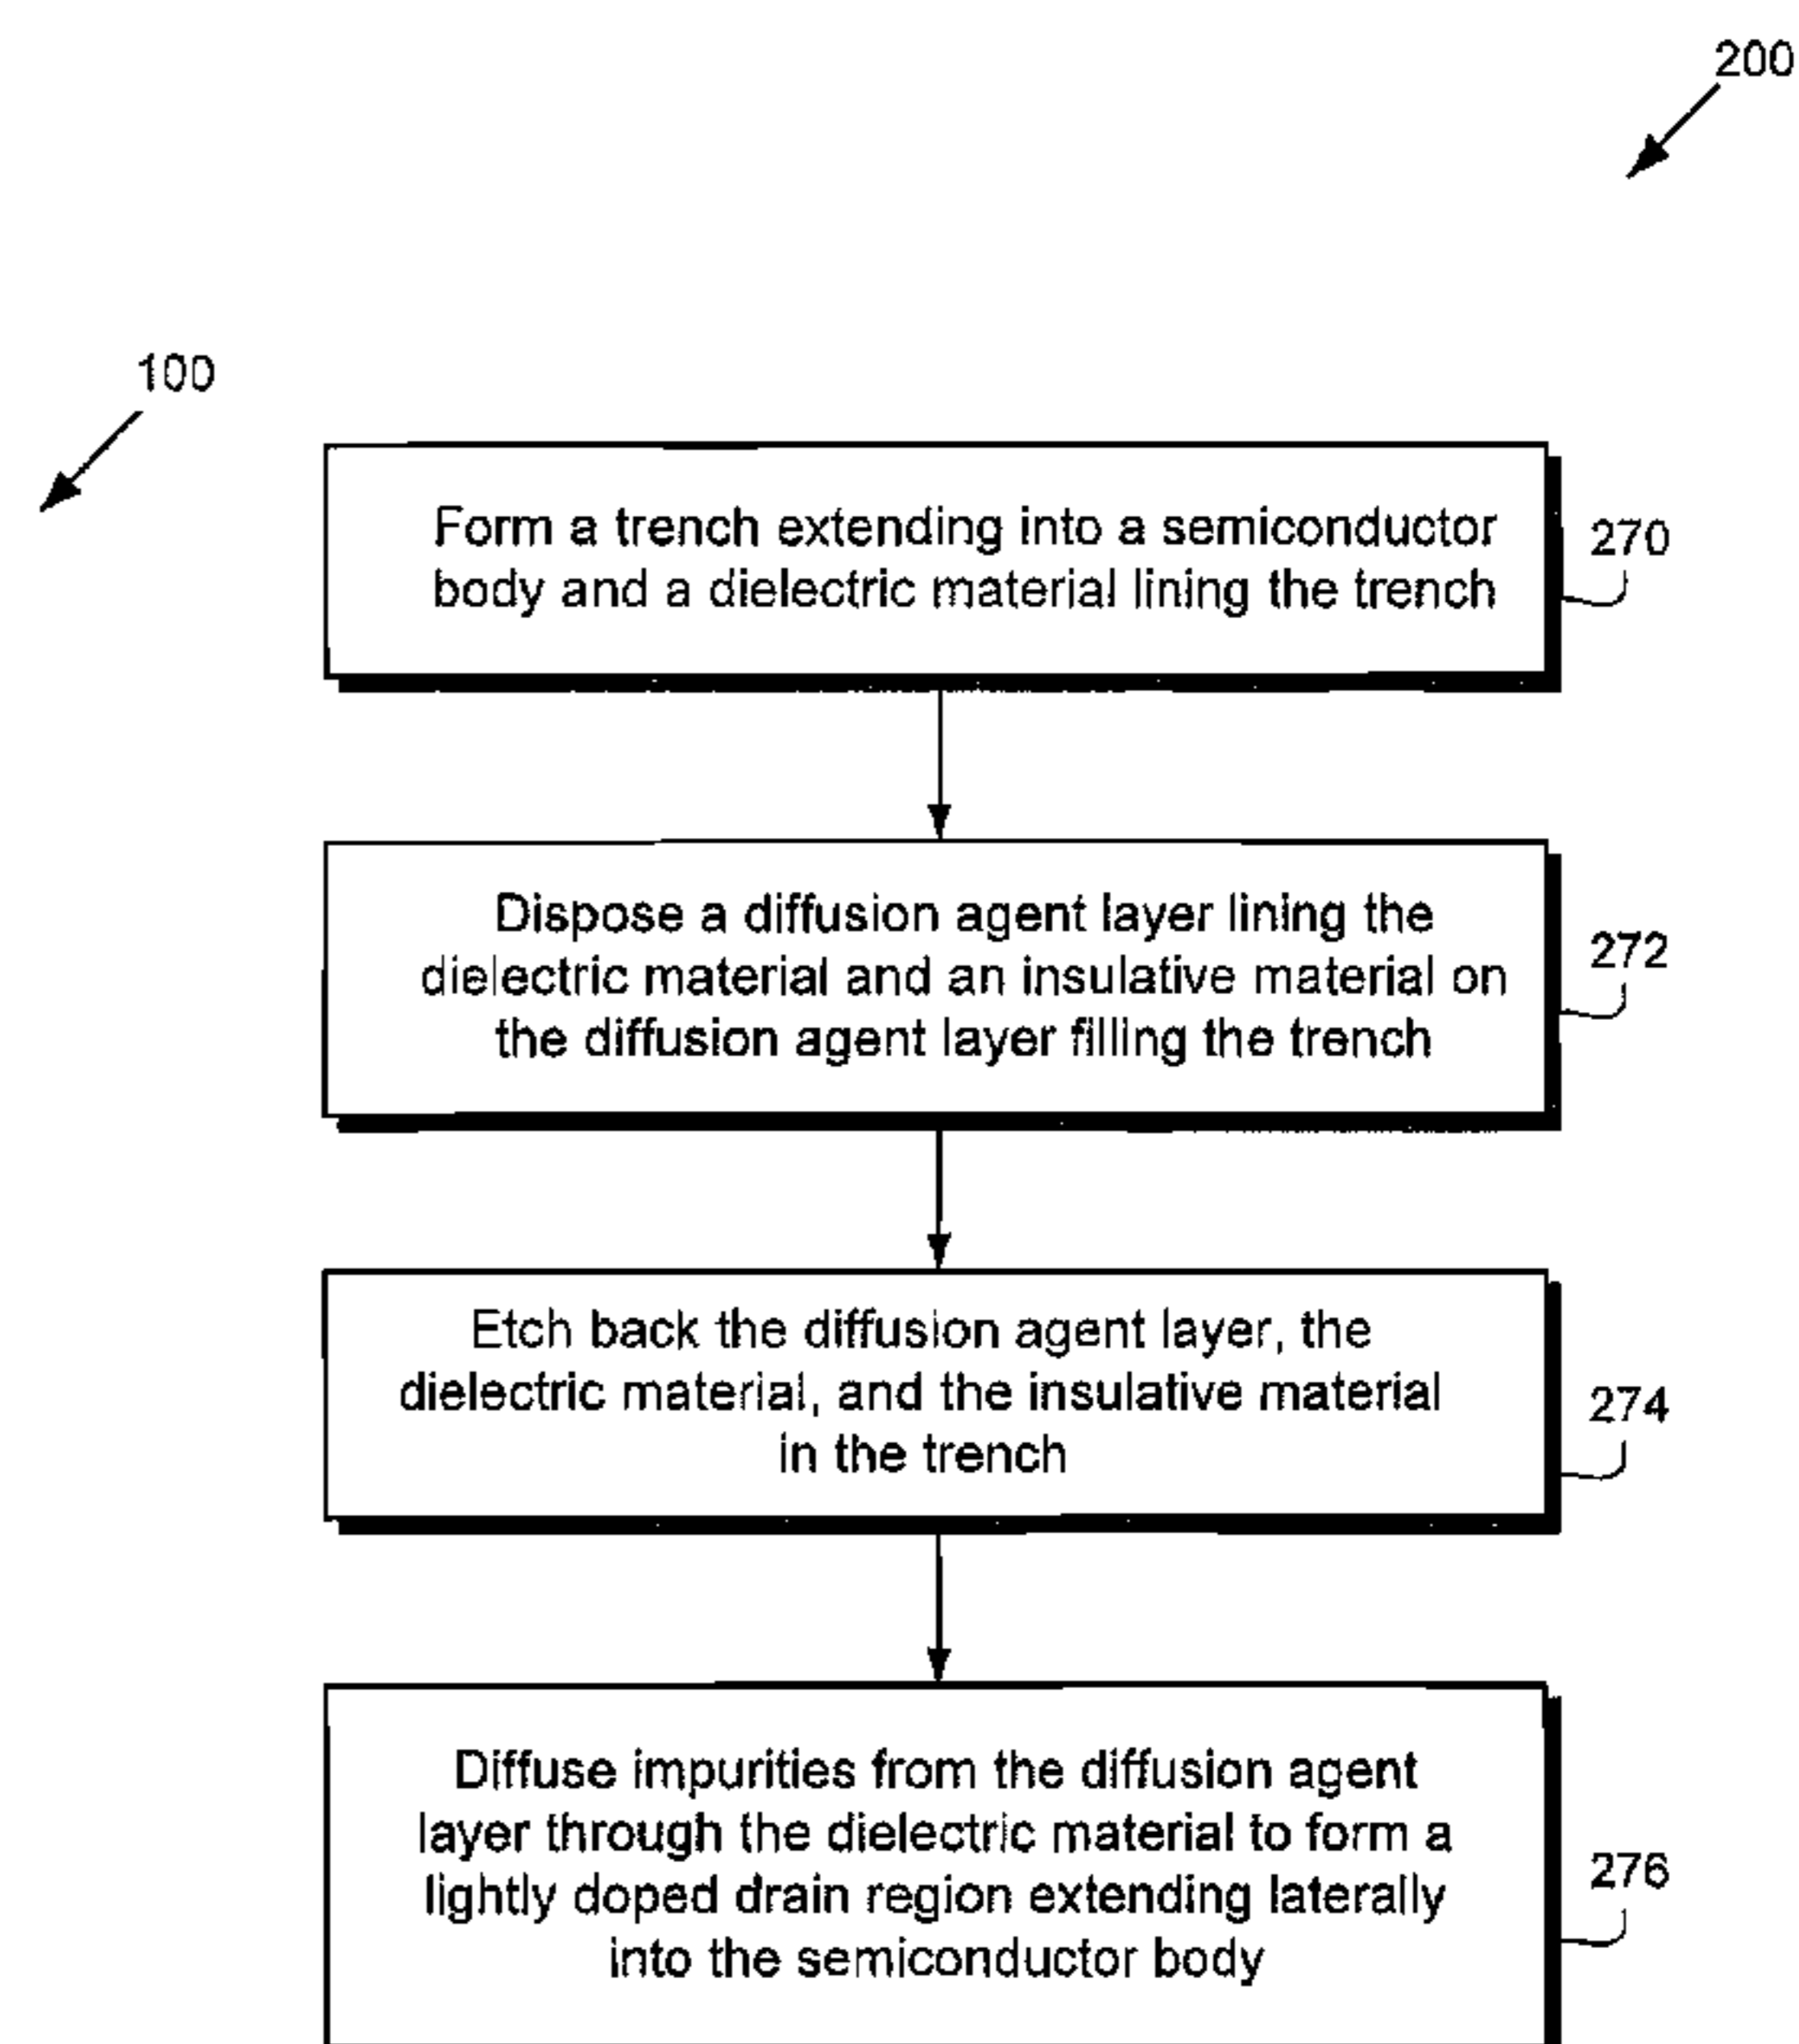 200
100
Form a trench extending into a semiconductor
body and a dielectric material lining the trench
270
Dispose a diffusion agent layer lining the
dielectric material and an insulative material on
the diffusion agent layer filling the trench
272
Etch back the diffusion agent layer, the
dielectric material, and the insulative material
in the trench
274
Diffuse impurities from the diffusion agent
layer through the dielectric material to form a
lightly doped drain region extending laterally
into the semiconductor body
276